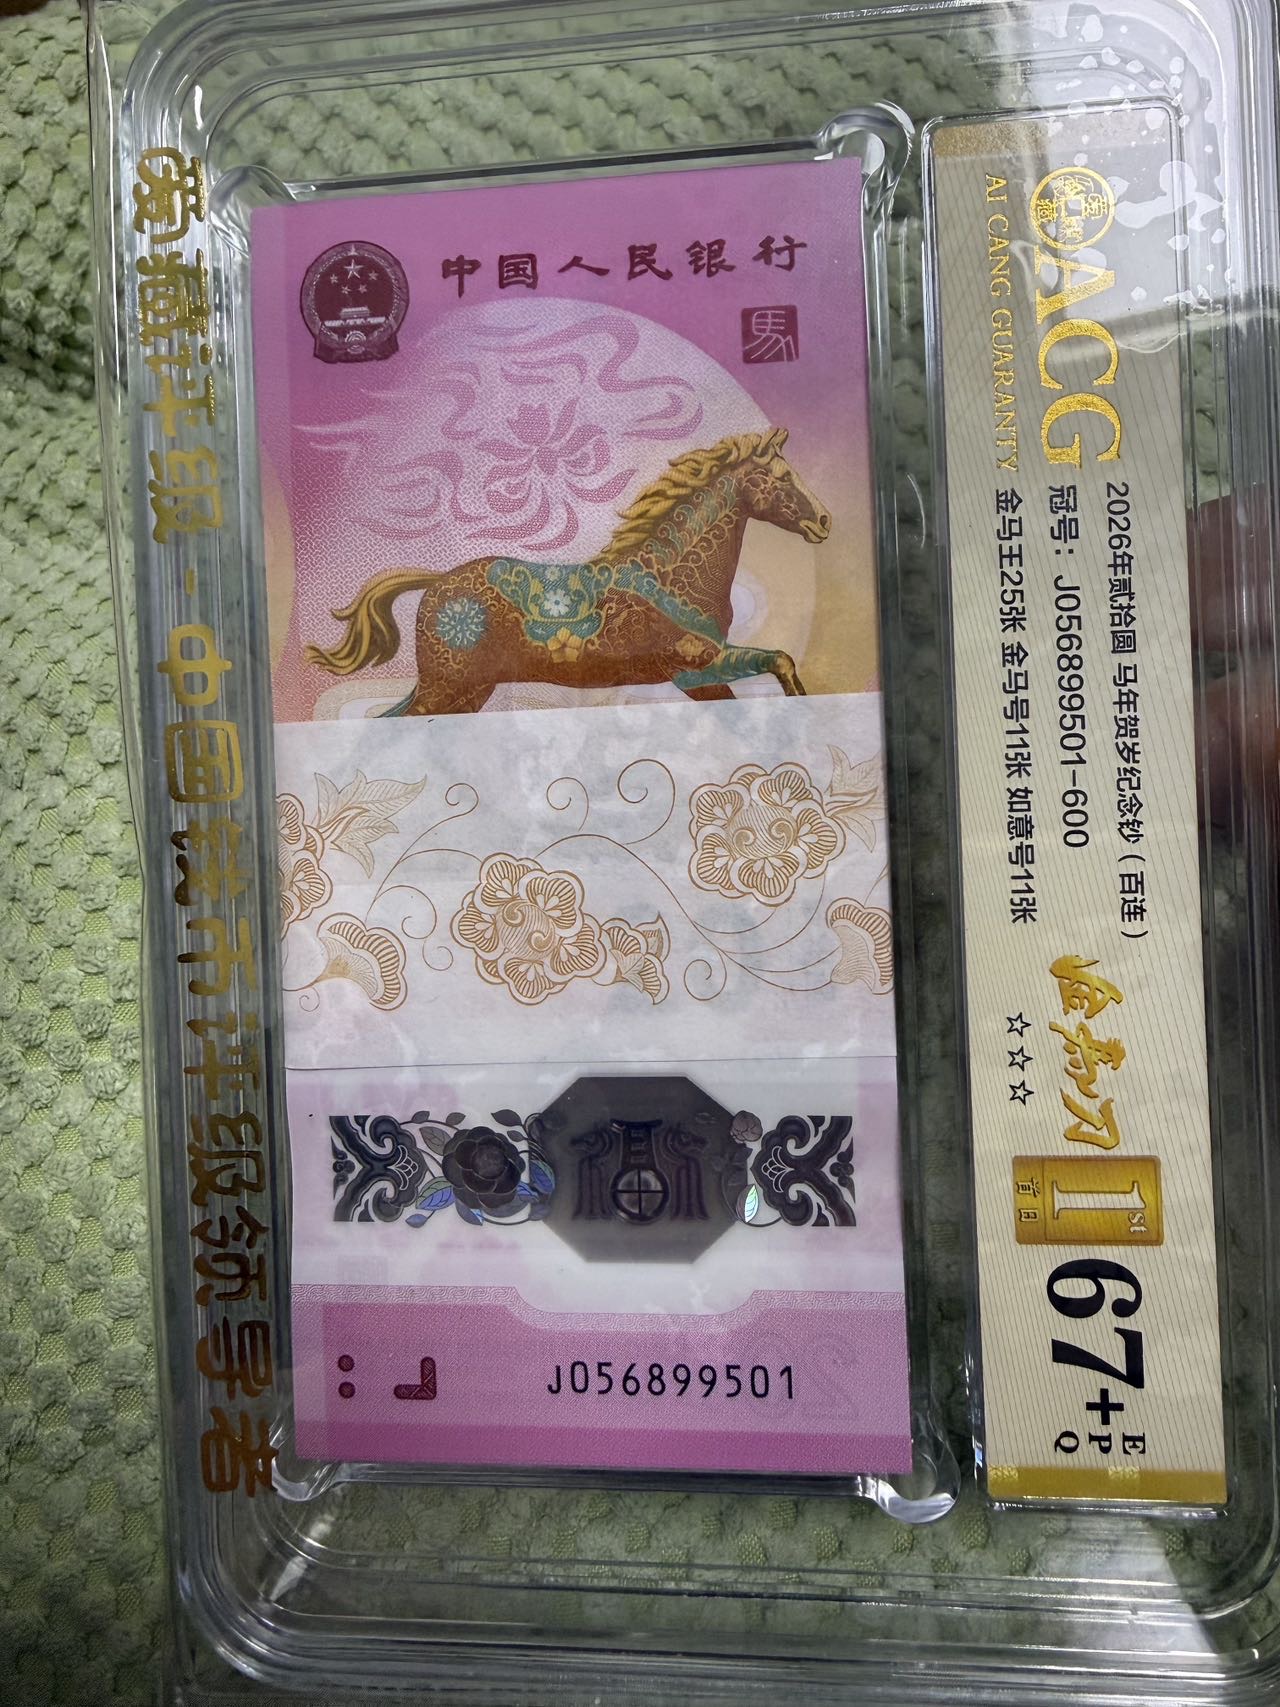 爱藏评级-中国钱币评级领导者
中国人民银行
馬
J056899501
ACG
AI CANG GUARANTY
2026年贰拾圆 马年贺岁纪念钞（百连）
冠号：J056899501-600
金马王25张 金马号11张 如意号11张
☆☆☆
1st
首日
67+
EPQ